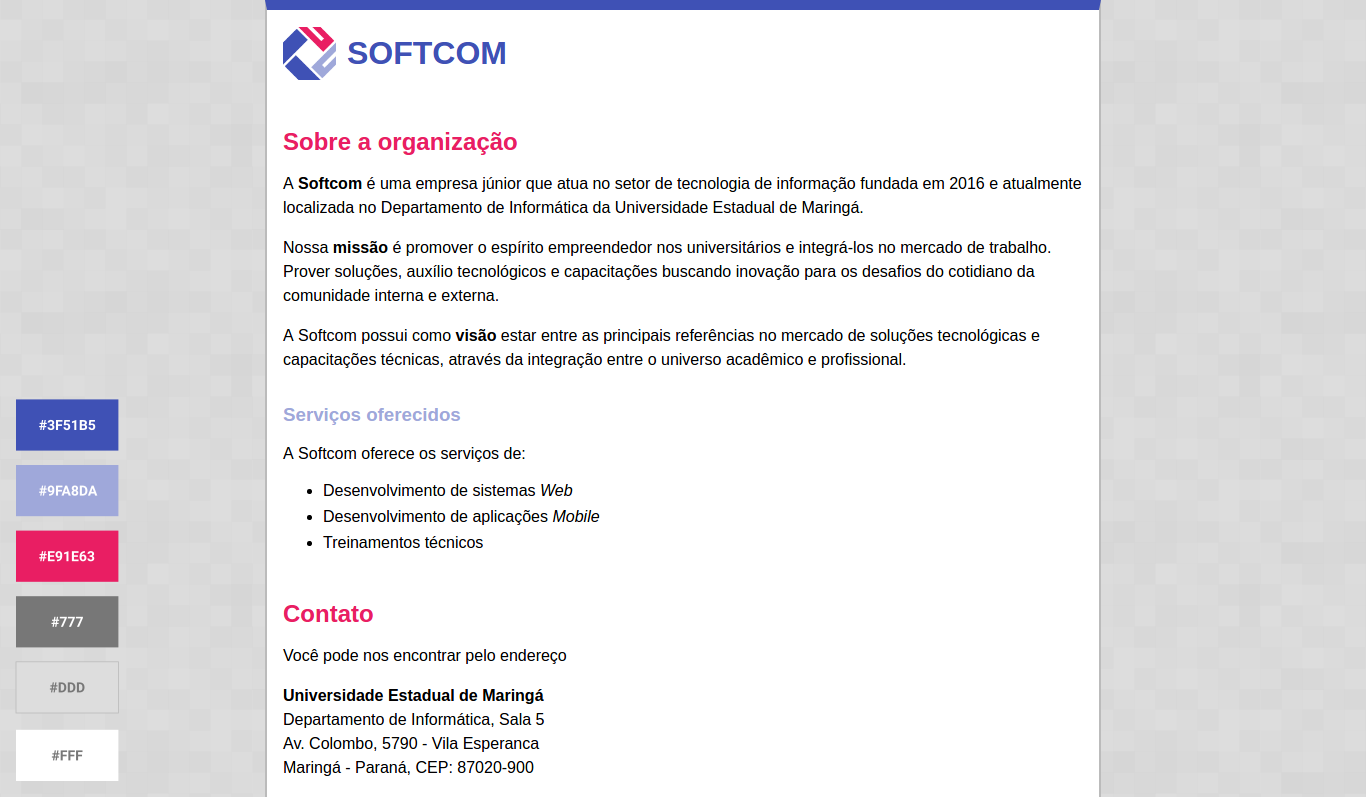 SOFTCOM
Sobre a organização
A Softcom é uma empresa júnior que atua no setor de tecnologia de informação fundada em 2016 e atualmente
localizada no Departamento de Informática da Universidade Estadual de Maringá.
Nossa missão é promover o espírito empreendedor nos universitários e integrá-los no mercado de trabalho.
Prover soluções, auxílio tecnológicos e capacitações buscando inovação para os desafios do cotidiano da
comunidade interna e externa.
A Softcom possui como visão estar entre as principais referências no mercado de soluções tecnológicas e
capacitações técnicas, através da integração entre o universo acadêmico e profissional.
Serviços oferecidos
A Softcom oferece os serviços de:
• Desenvolvimento de sistemas Web
• Desenvolvimento de aplicações Mobile
• Treinamentos técnicos
Contato
Você pode nos encontrar pelo endereço
Universidade Estadual de Maringá
Departamento de Informática, Sala 5
Av. Colombo, 5790 - Vila Esperanca
Maringá - Paraná, CEP: 87020-900
#3F51B5
#9FA8DA
#E91E63
#777
#DDD
#FFF